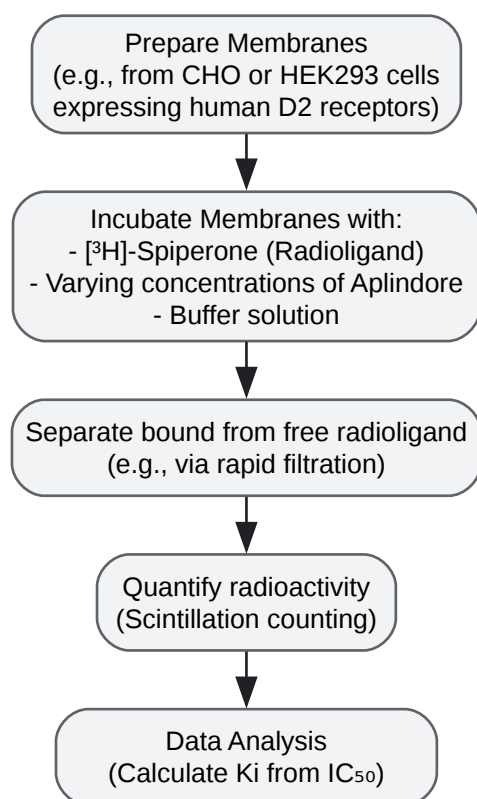 Prepare Membranes
(e.g., from CHO or HEK293 cells
expressing human D2 receptors)
Incubate Membranes with:
- [³H]-Spiperone (Radioligand)
- Varying concentrations of Aplindore
- Buffer solution
Separate bound from free radioligand
(e.g., via rapid filtration)
Quantify radioactivity
(Scintillation counting)
Data Analysis
(Calculate Ki from IC₅₀)